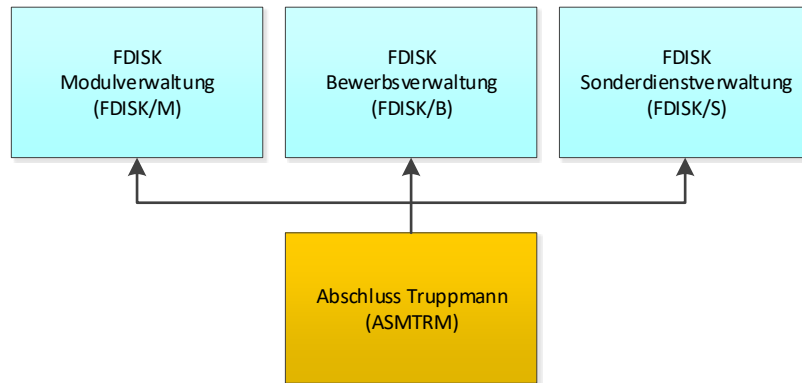 FDISK
Modulverwaltung
(FDISK/M)
FDISK
Bewerbsverwaltung
(FDISK/B)
FDISK
Sonderdienstverwaltung
(FDISK/S)
Abschluss Truppmann
(ASMTRM)